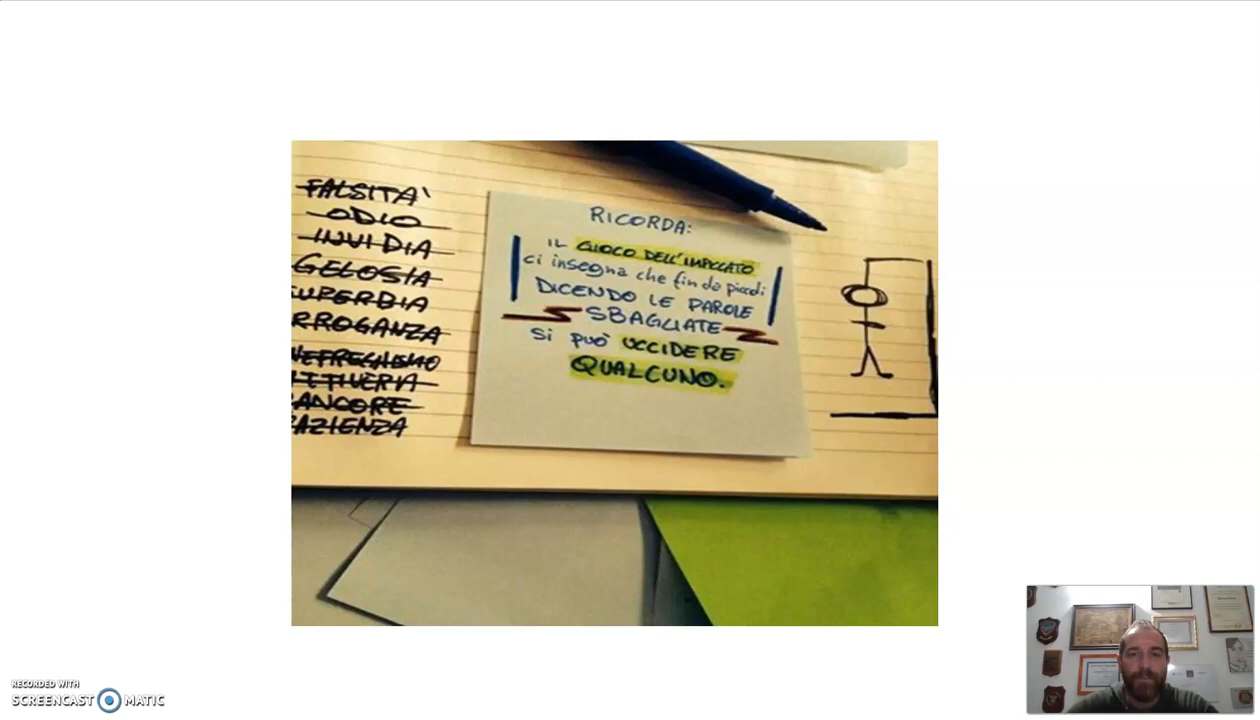 FALSITA'
ODIO
INVIDIA
GELOSIA
UPERBIA
RROGANZA
NEFREGHISMO
ANCORE
AZIENZA
RICORDA:
IL GIOCO DELL'IMPICCATO
ci insegna che fin da piccoli
DICENDO LE PAROLE
SBAGLIATE
Si può UCCIDERE
QUALCUNO.
RECORDED WITH
SCREENCAST MATIC